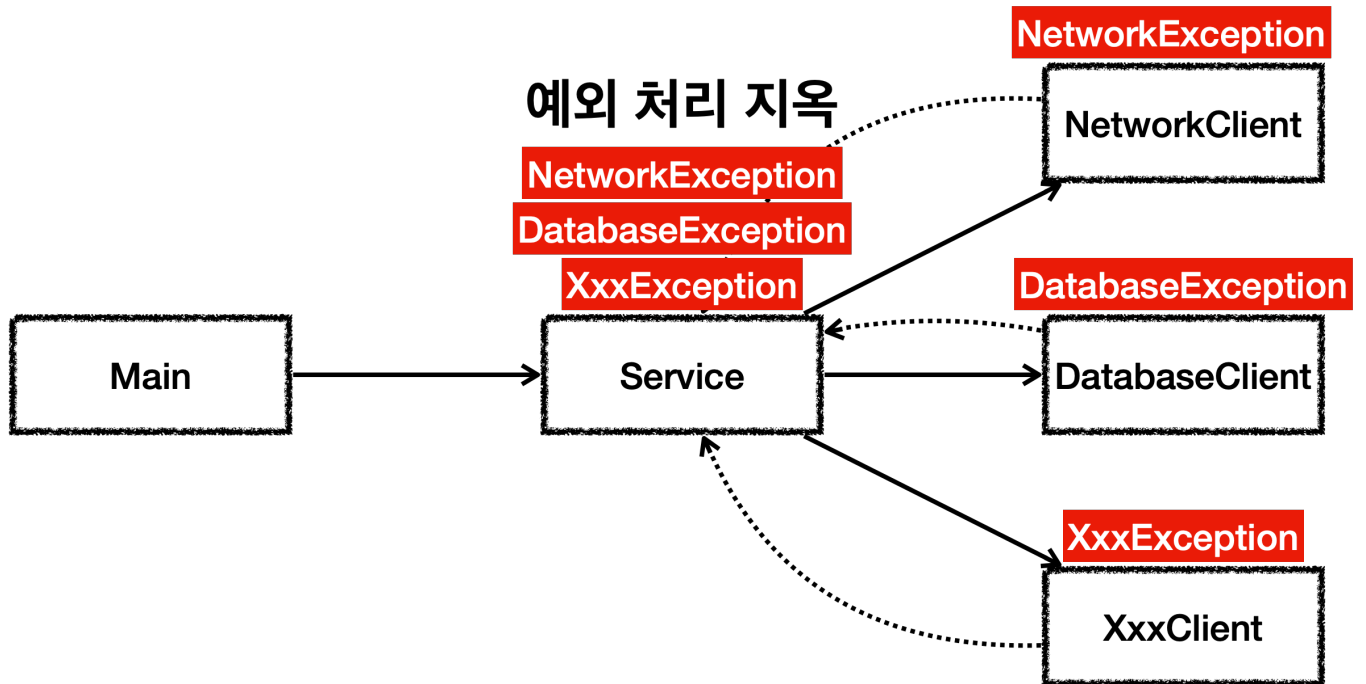 NetworkException
예외 처리 지옥
NetworkClient
NetworkException
DatabaseException
XxxException
DatabaseException
Main
Service
DatabaseClient
XxxException
XxxClient